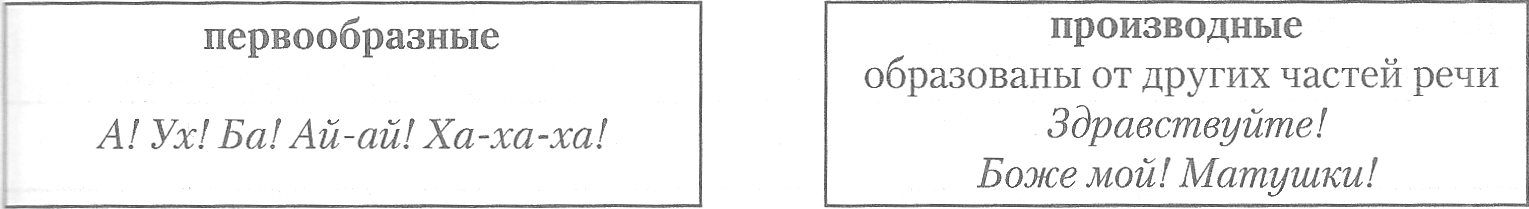 первообразные
А! Ух! Ба! Ай-ай! Ха-ха-ха!
производные
образованы от других частей речи
Здравствуйте!
Боже мой! Матушки!